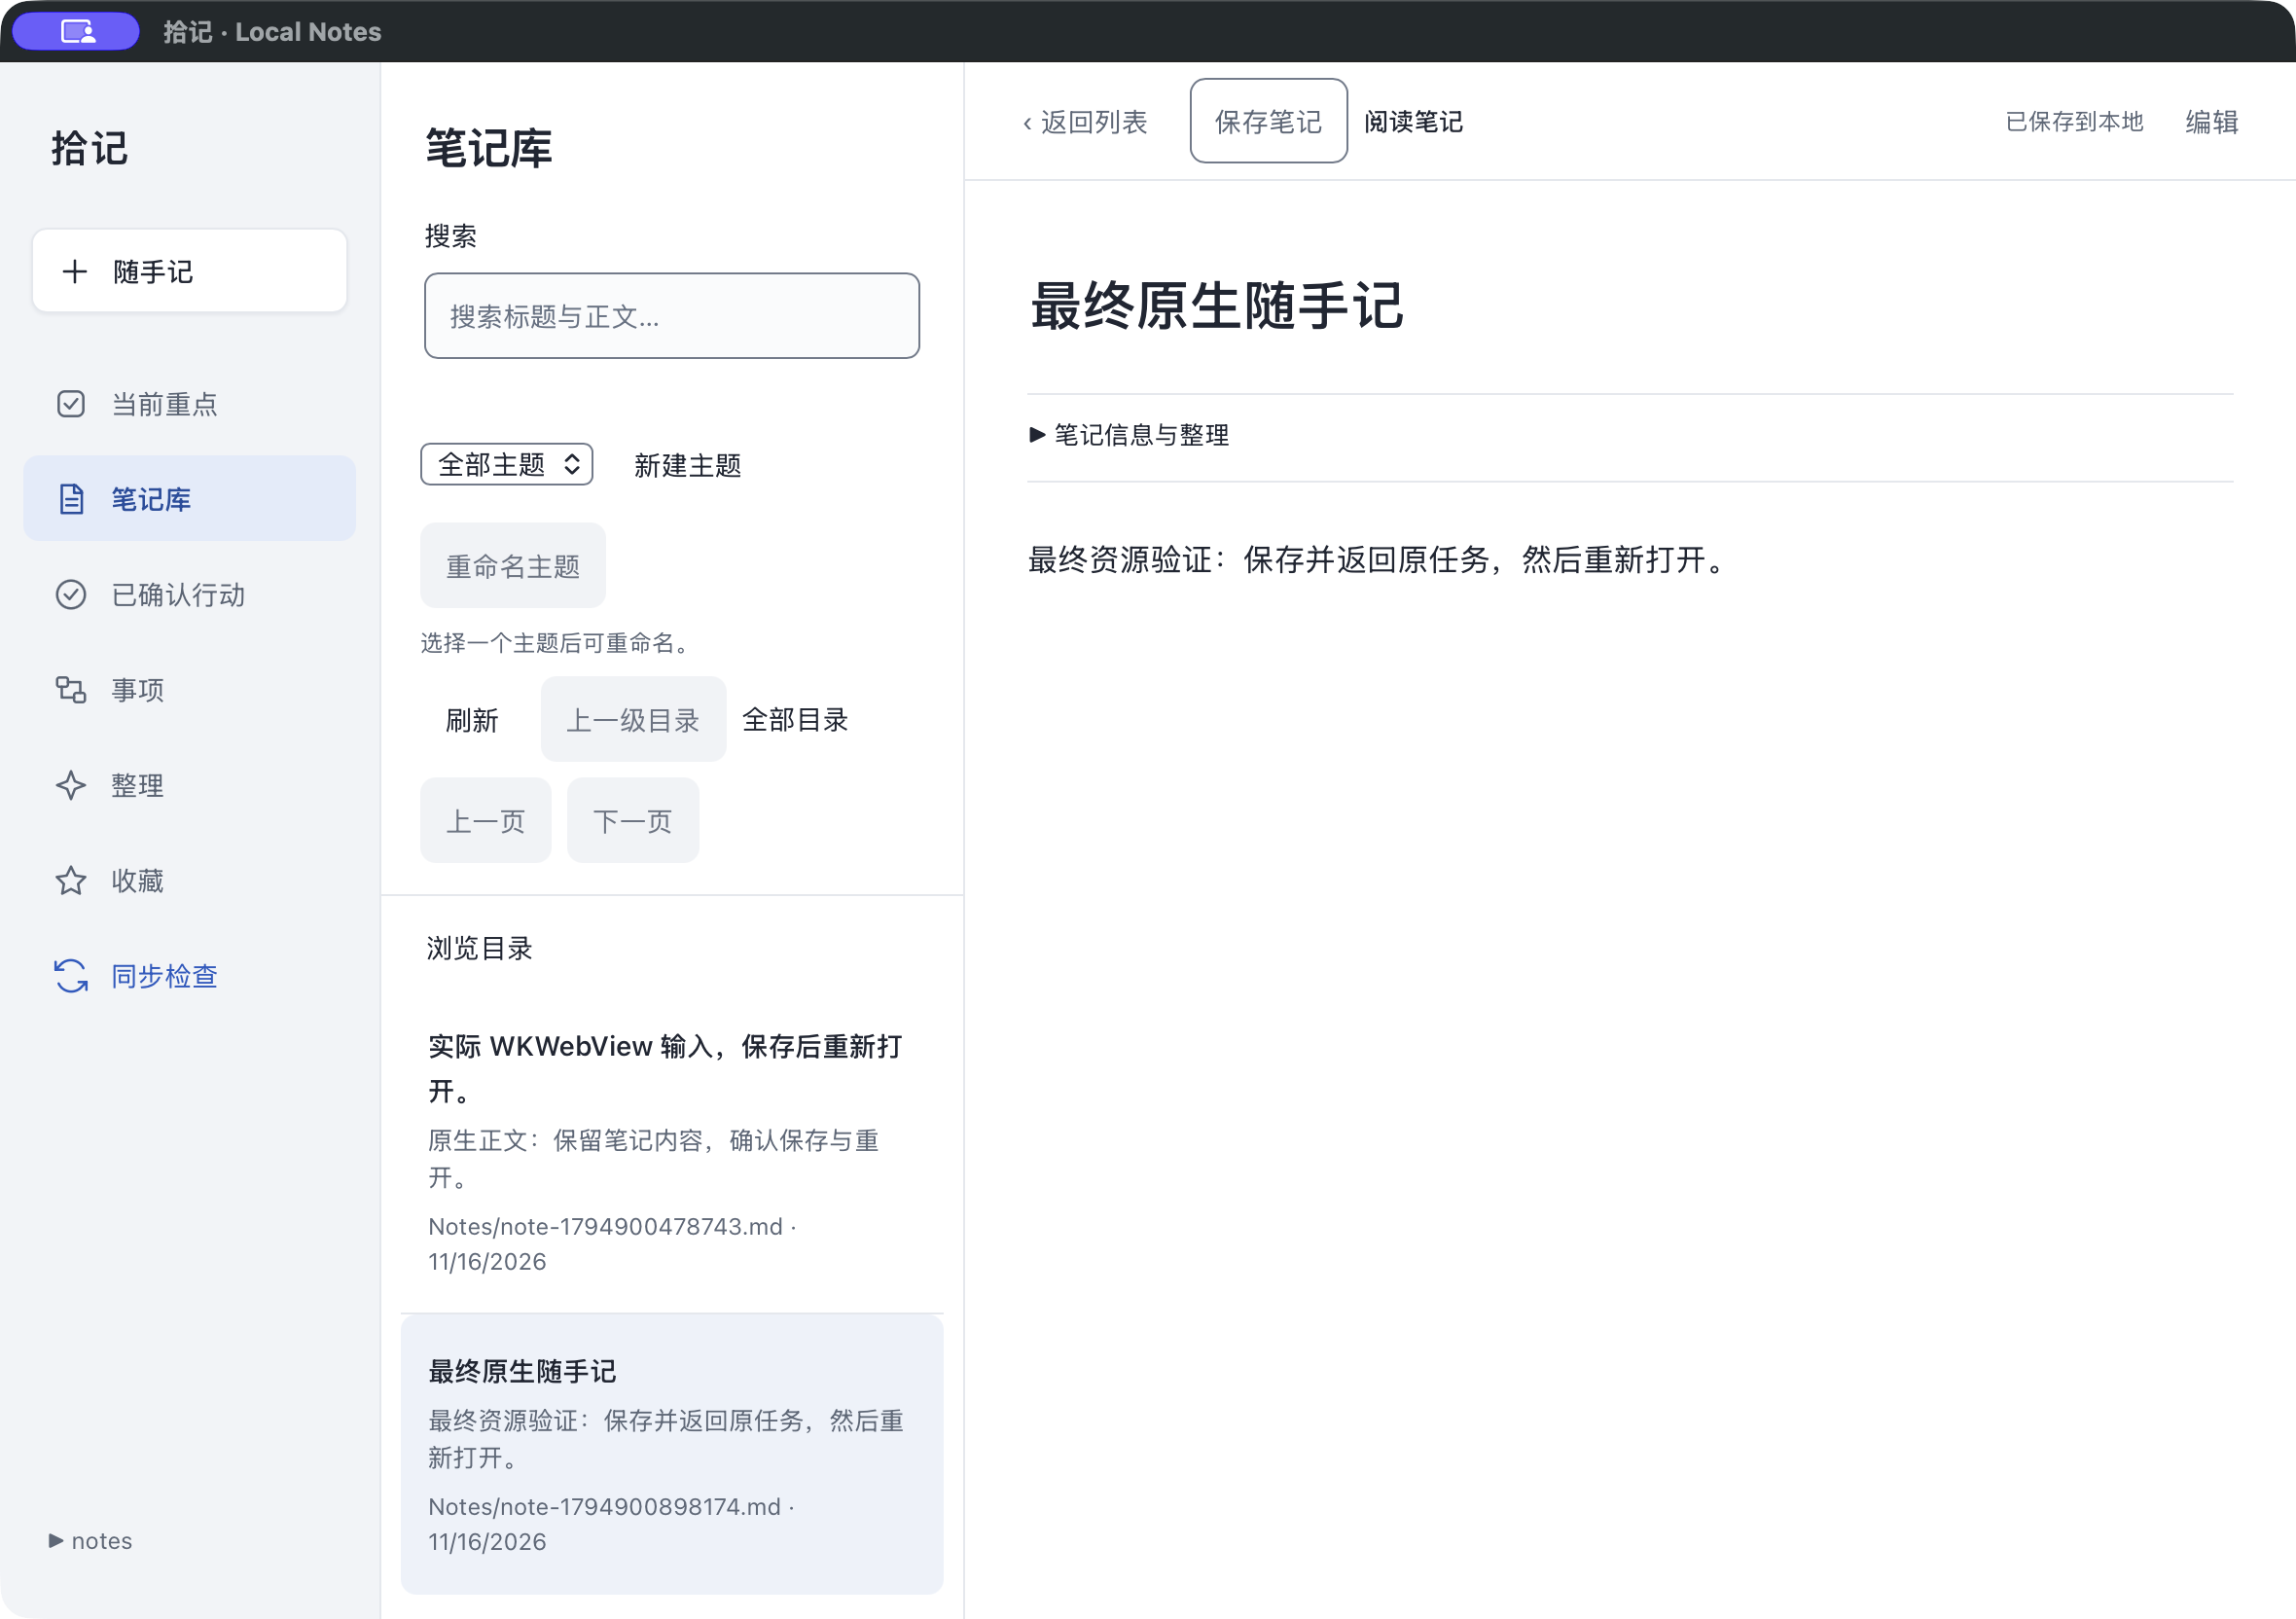 拾记 · Local Notes
拾记
随手记
当前重点
笔记库
已确认行动
事项
整理
收藏
同步检查
notes
笔记库
搜索
搜索标题与正文...
全部主题
新建主题
重命名主题
选择一个主题后可重命名。
刷新
上一级目录
全部目录
上一页
下一页
浏览目录
实际 WKWebView 输入，保存后重新打
开。
原生正文：保留笔记内容，确认保存与重
开。
Notes/note-1794900478743.md ·
11/16/2026
最终原生随手记
最终资源验证：保存并返回原任务，然后重
新打开。
Notes/note-1794900898174.md ·
11/16/2026
‹ 返回列表
保存笔记
阅读笔记
已保存到本地
编辑
最终原生随手记
笔记信息与整理
最终资源验证：保存并返回原任务，然后重新打开。